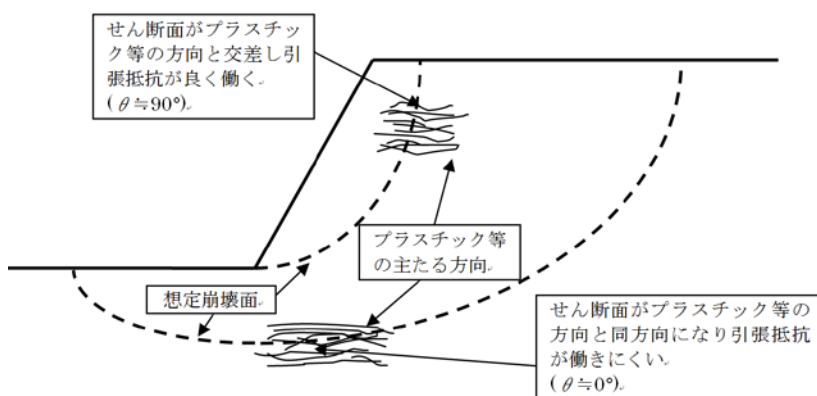 せん断面がプラスチッ
ク等の方向と交差し引
張抵抗が良く働く
(θ≒90°)
プラスチック等
の主たる方向
想定崩壊面
せん断面がプラスチック等の
方向と同方向になり引張抵抗
が働きにくい
(θ≒0°)